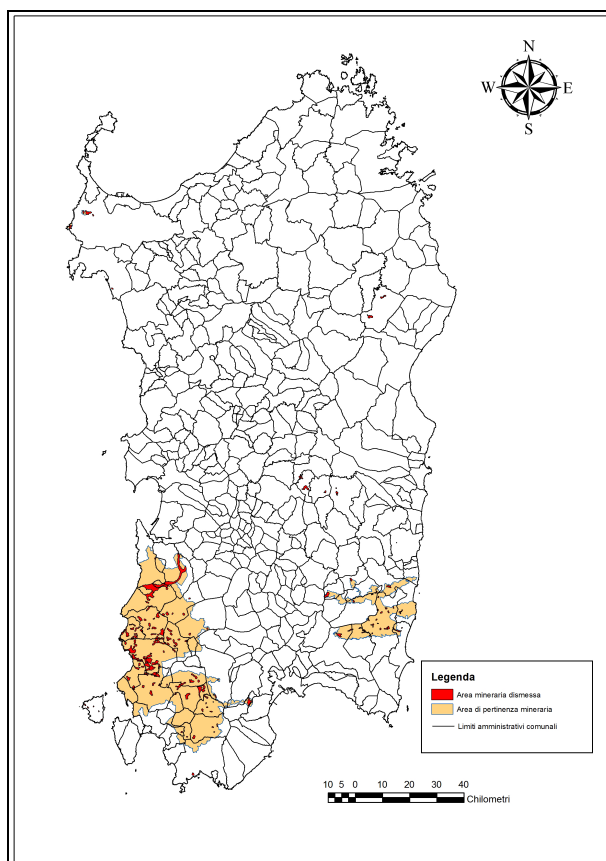 N
W E
S
Legenda
Area mineraria dismessa
Area di pertinenza mineraria
Limiti amministrativi comunali
10 5 0 10 20 30 40
Chilometri